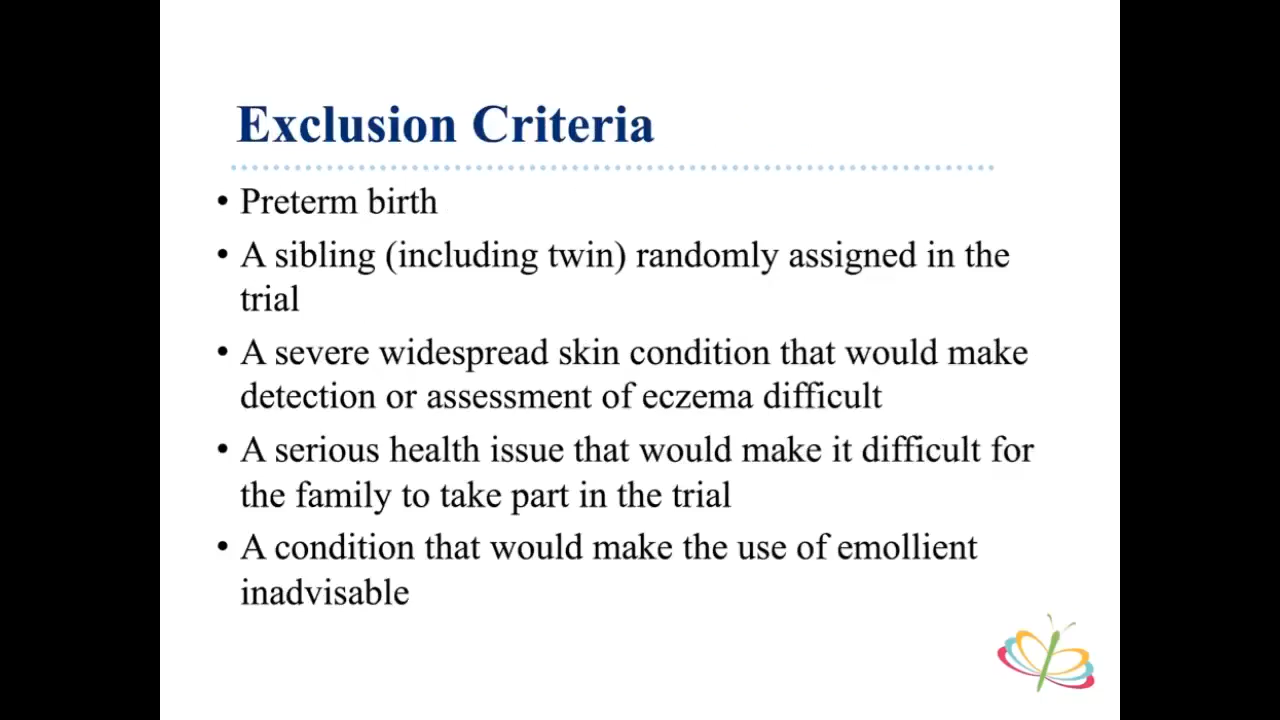 Exclusion Criteria
• Preterm birth
• A sibling (including twin) randomly assigned in the
trial
• A severe widespread skin condition that would make
detection or assessment of eczema difficult
• A serious health issue that would make it difficult for
the family to take part in the trial
• A condition that would make the use of emollient
inadvisable